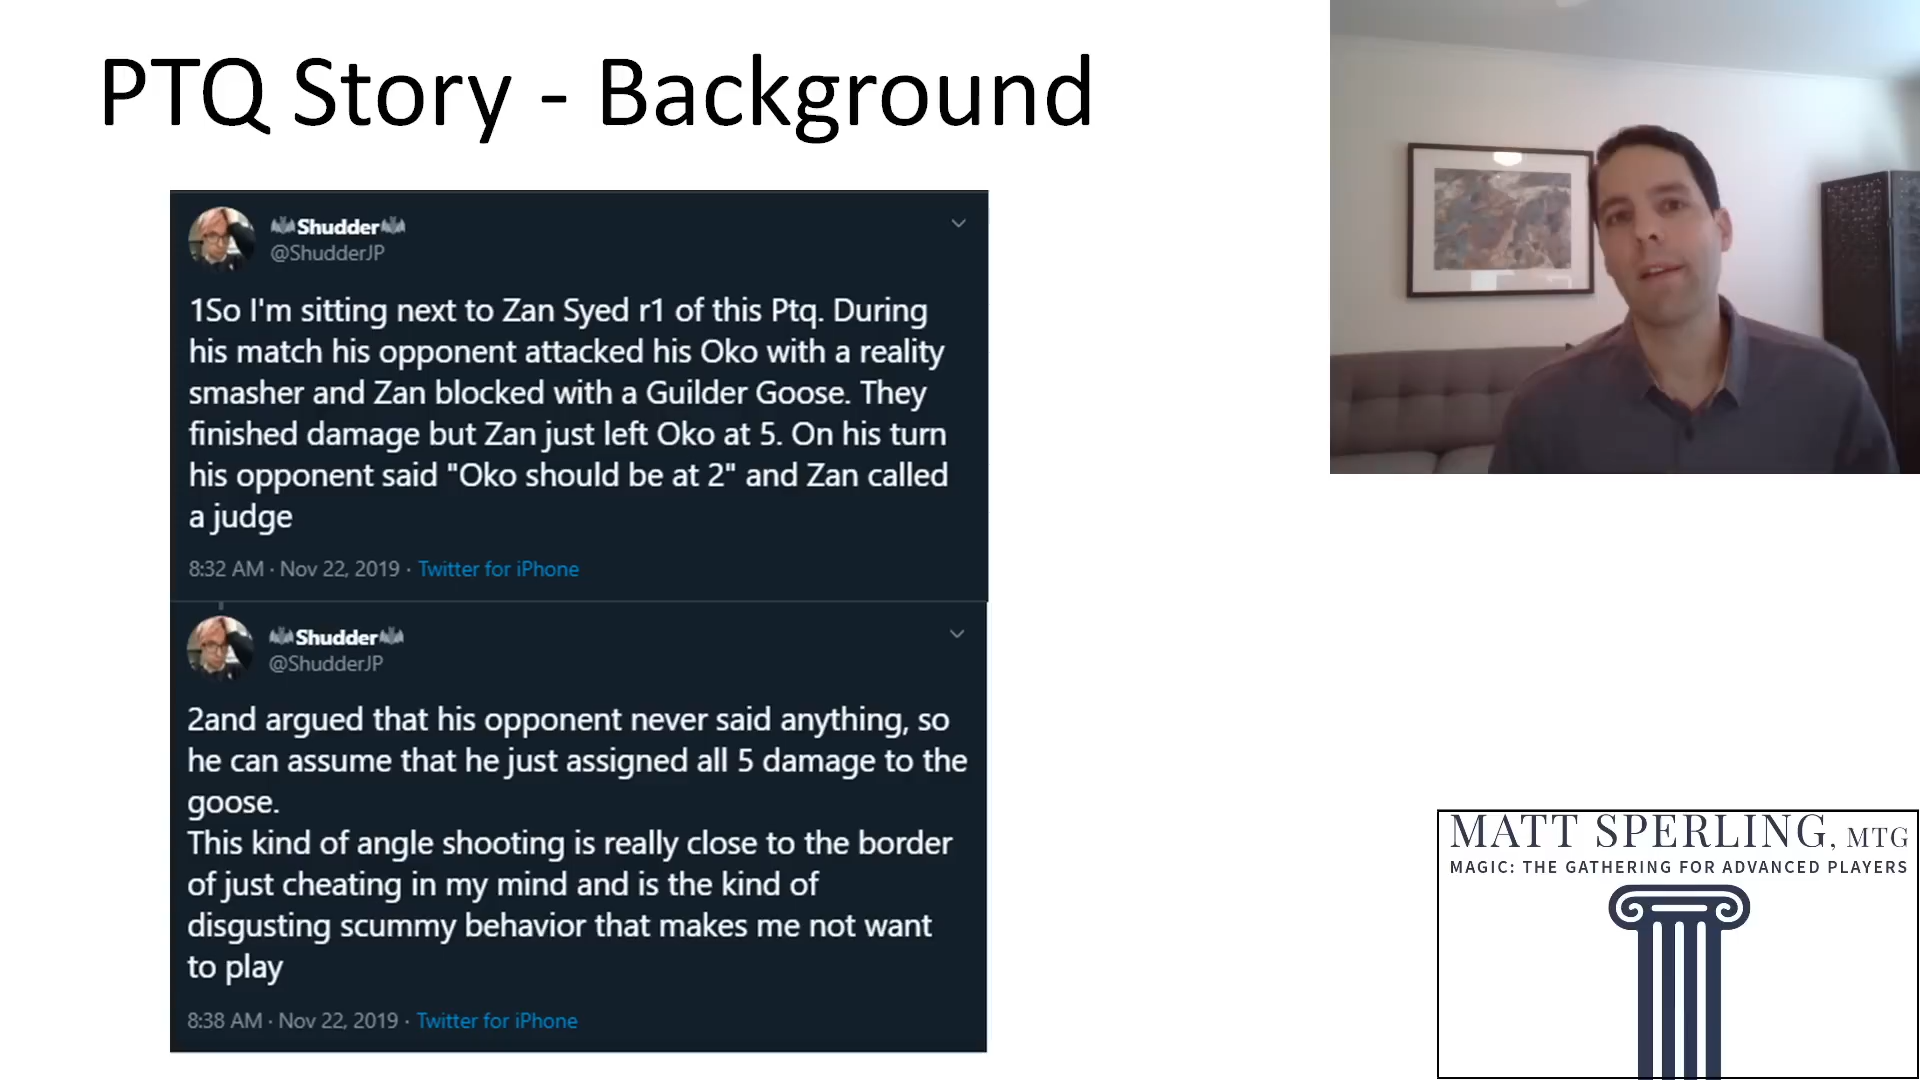 PTQ Story - Background
Shudder
@ShudderJP
1So I'm sitting next to Zan Syed r1 of this Ptq. During
his match his opponent attacked his Oko with a reality
smasher and Zan blocked with a Guilder Goose. They
finished damage but Zan just left Oko at 5. On his turn
his opponent said "Oko should be at 2" and Zan called
a judge
8:32 AM · Nov 22, 2019 · Twitter for iPhone
Shudder
@ShudderJP
2and argued that his opponent never said anything, so
he can assume that he just assigned all 5 damage to the
goose.
This kind of angle shooting is really close to the border
of just cheating in my mind and is the kind of
disgusting scummy behavior that makes me not want
to play
8:38 AM · Nov 22, 2019 · Twitter for iPhone
MATT SPERLING, MTG
MAGIC: THE GATHERING FOR ADVANCED PLAYERS